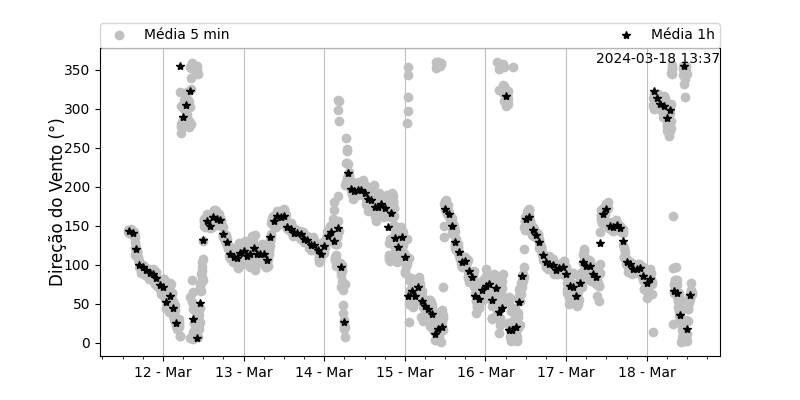 Média 5 min
Média 1h
2024-03-18 13:37
Direção do Vento (°)
350
300
250
200
150
100
50
0
12 - Mar
13 - Mar
14 - Mar
15 - Mar
16 - Mar
17 - Mar
18 - Mar